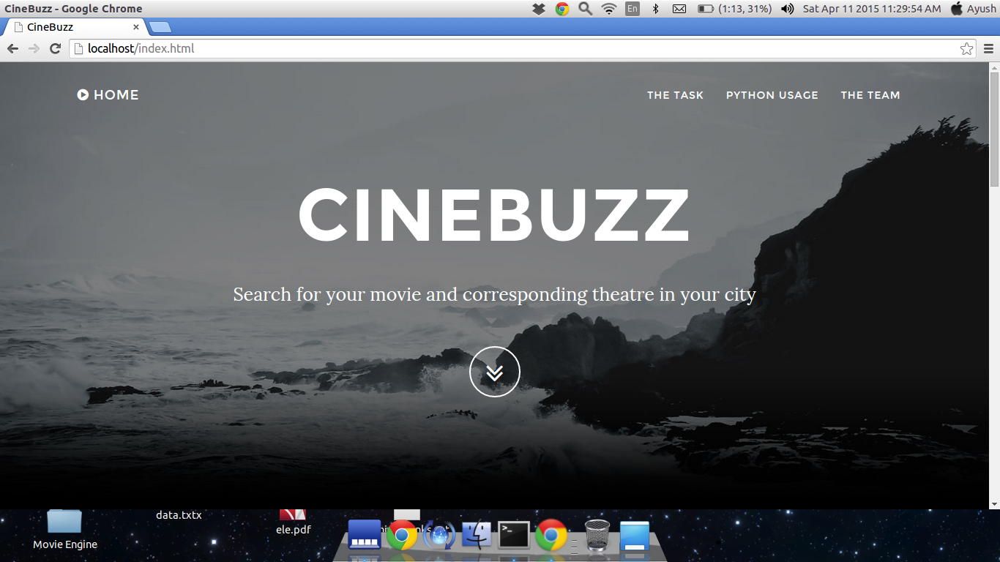 CineBuzz - Google Chrome
En
(1:13, 31%)
Sat Apr 11 2015 11:29:54 AM
Ayush
CineBuzz
localhost/index.html
HOME
THE TASK
PYTHON USAGE
THE TEAM
CINEBUZZ
Search for your movie and corresponding theatre in your city
data.txtx
ele.pdf
Movie Engine
>_